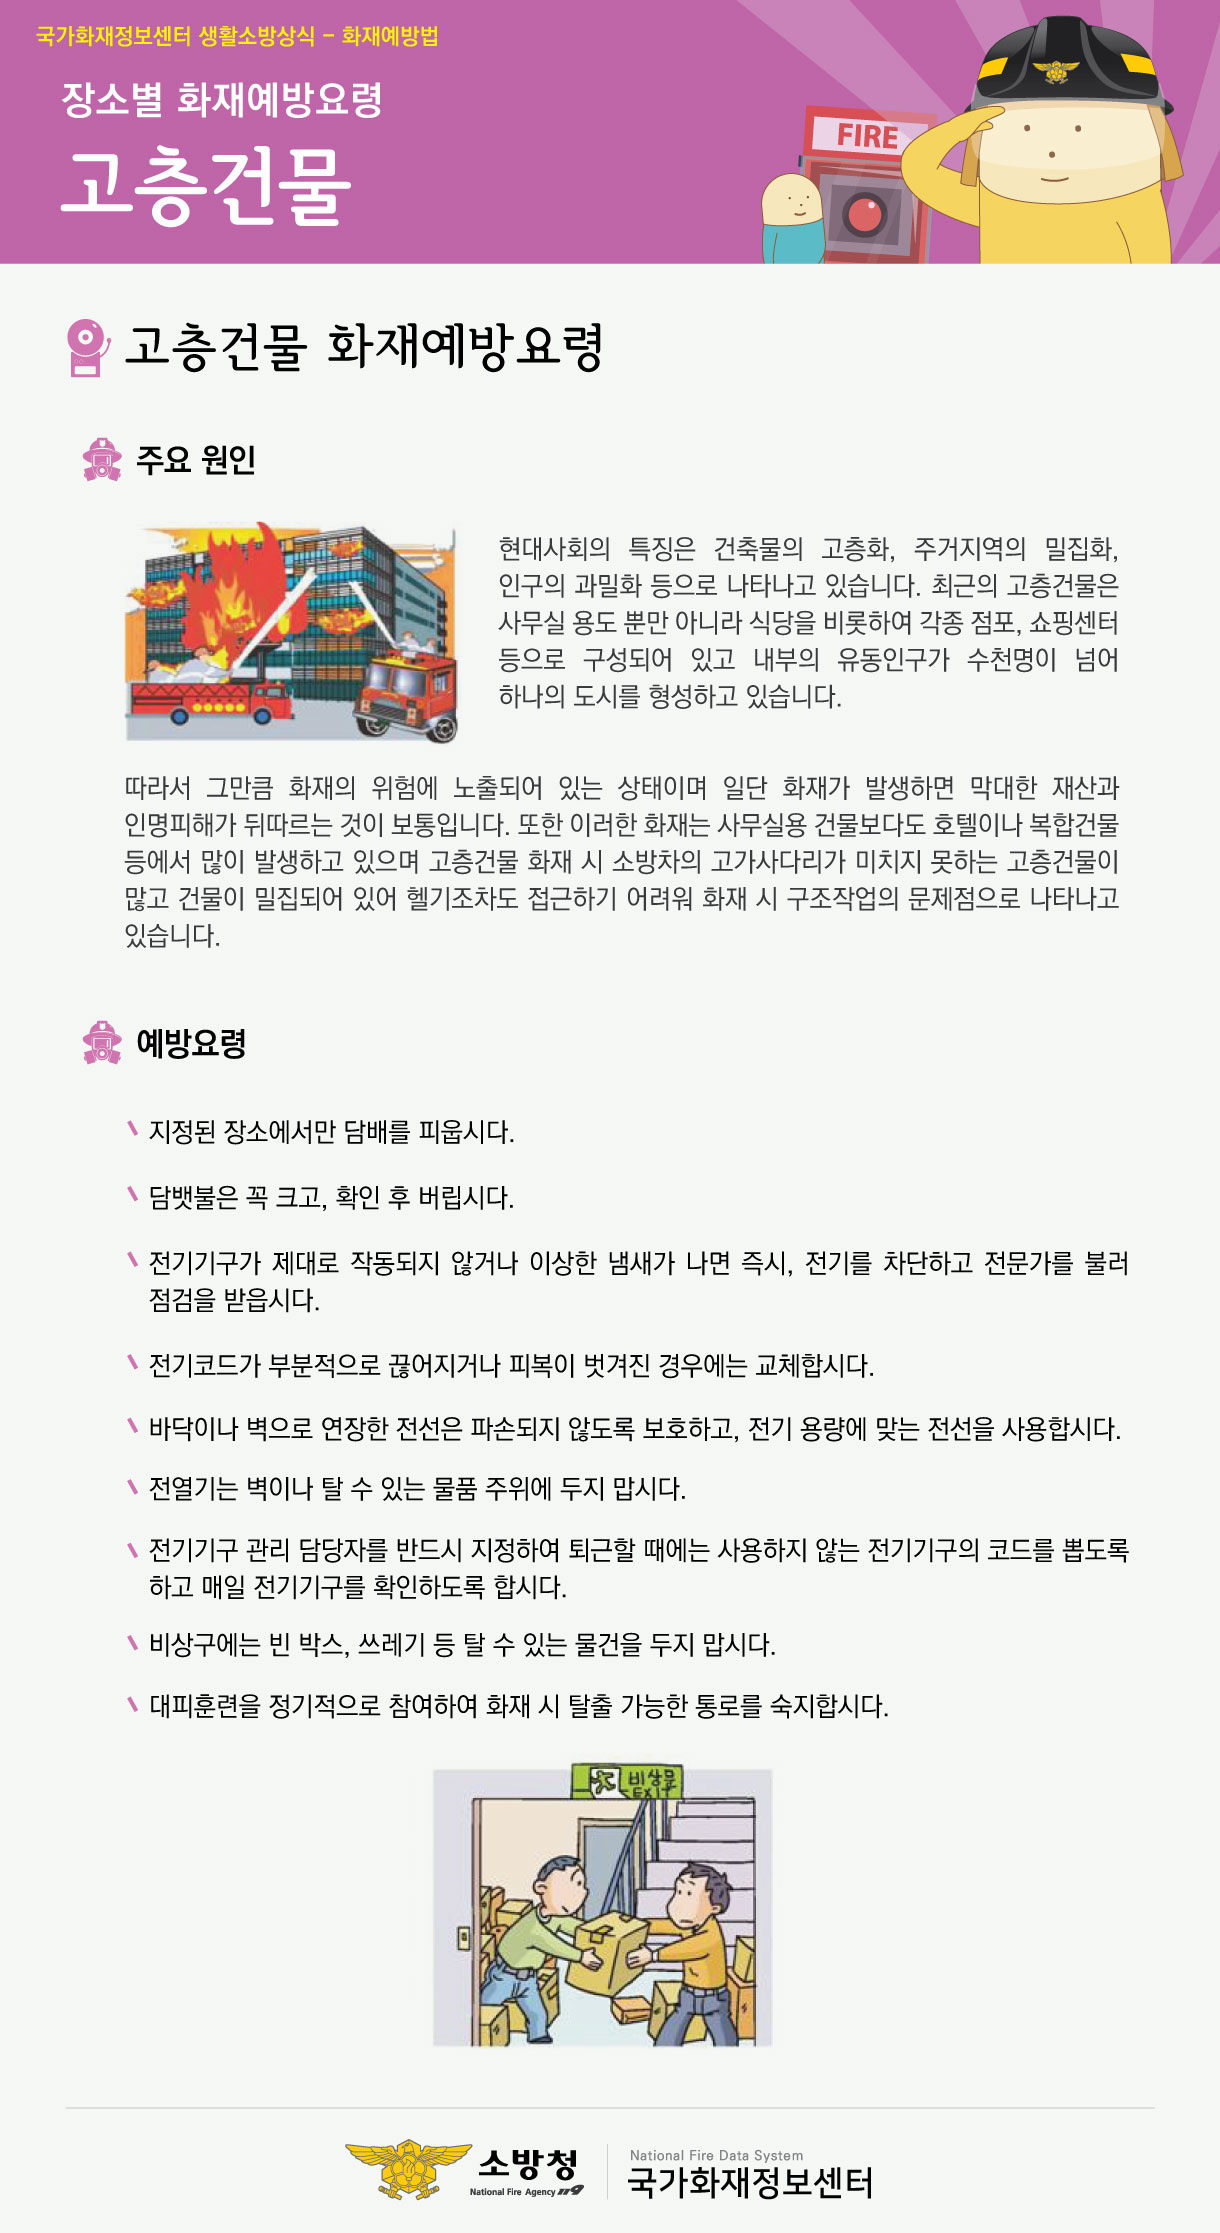 국가화재정보센터 생활소방상식 - 화재예방법
장소별 화재예방요령
고층건물
FIRE
고층건물 화재예방요령
주요 원인
현대사회의 특징은 건축물의 고층화, 주거지역의 밀집화,
인구의 과밀화 등으로 나타나고 있습니다. 최근의 고층건물은
사무실 용도 뿐만 아니라 식당을 비롯하여 각종 점포, 쇼핑센터
등으로 구성되어 있고 내부의 유동인구가 수천명이 넘어
하나의 도시를 형성하고 있습니다.
따라서 그만큼 화재의 위험에 노출되어 있는 상태이며 일단 화재가 발생하면 막대한 재산과
인명피해가 뒤따르는 것이 보통입니다. 또한 이러한 화재는 사무실용 건물보다도 호텔이나 복합건물
등에서 많이 발생하고 있으며 고층건물 화재 시 소방차의 고가사다리가 미치지 못하는 고층건물이
많고 건물이 밀집되어 있어 헬기조차도 접근하기 어려워 화재 시 구조작업의 문제점으로 나타나고
있습니다.
예방요령
지정된 장소에서만 담배를 피웁시다.
담뱃불은 꼭 크고, 확인 후 버립시다.
전기기구가 제대로 작동되지 않거나 이상한 냄새가 나면 즉시, 전기를 차단하고 전문가를 불러
점검을 받읍시다.
전기코드가 부분적으로 끊어지거나 피복이 벗겨진 경우에는 교체합시다.
바닥이나 벽으로 연장한 전선은 파손되지 않도록 보호하고, 전기 용량에 맞는 전선을 사용합시다.
전열기는 벽이나 탈 수 있는 물품 주위에 두지 맙시다.
전기기구 관리 담당자를 반드시 지정하여 퇴근할 때에는 사용하지 않는 전기기구의 코드를 뽑도록
하고 매일 전기기구를 확인하도록 합시다.
비상구에는 빈 박스, 쓰레기 등 탈 수 있는 물건을 두지 맙시다.
대피훈련을 정기적으로 참여하여 화재 시 탈출 가능한 통로를 숙지합시다.
비상문
EXIT
소방청
National Fire Agency 119
National Fire Data System
국가화재정보센터